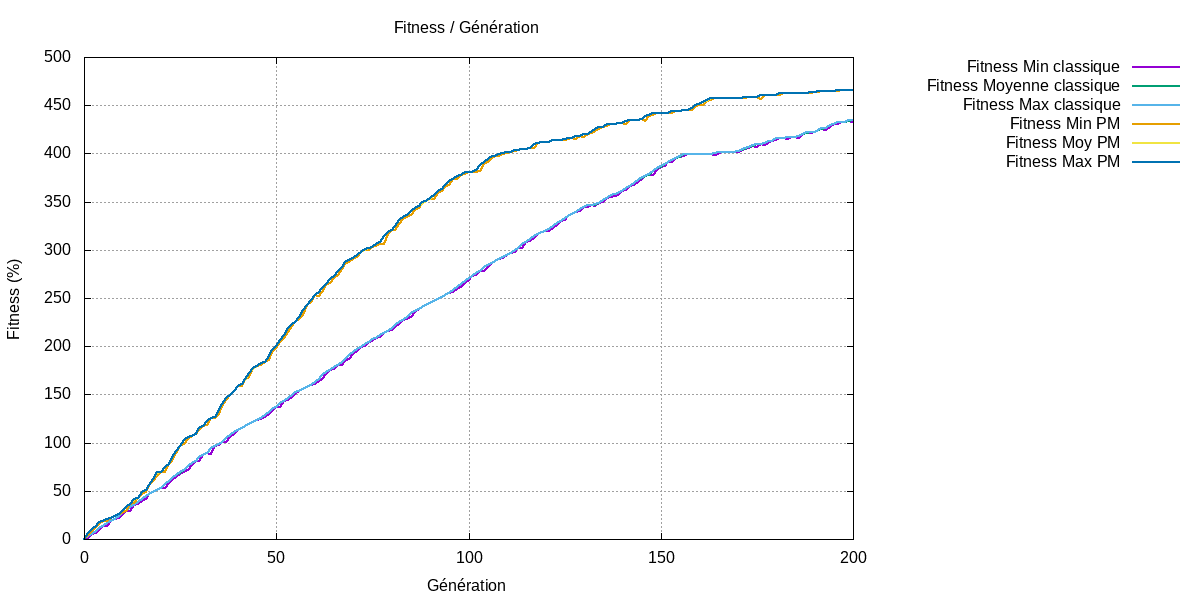 Fitness / Génération
500
450
400
350
300
250
200
150
100
50
0
0 50 100 150 200
Fitness (%)
Génération
Fitness Min classique
Fitness Moyenne classique
Fitness Max classique
Fitness Min PM
Fitness Moy PM
Fitness Max PM